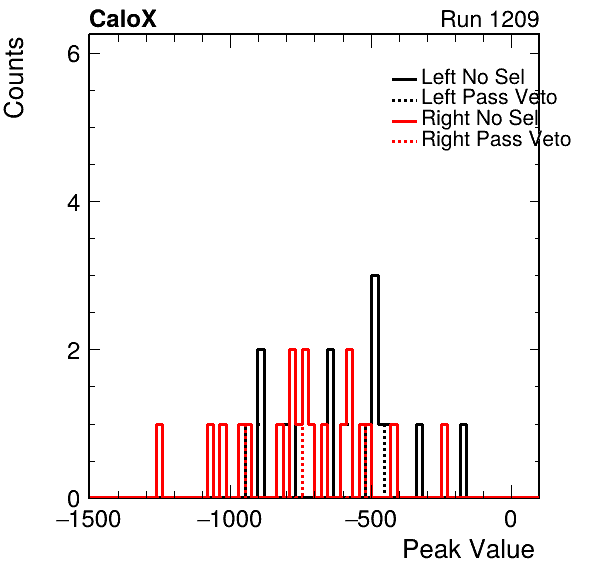 CaloX Run 1209
Counts
6
Left No Sel
Left Pass Veto
Right No Sel
Right Pass Veto
4
2
0
−1500 −1000 −500 0
Peak Value